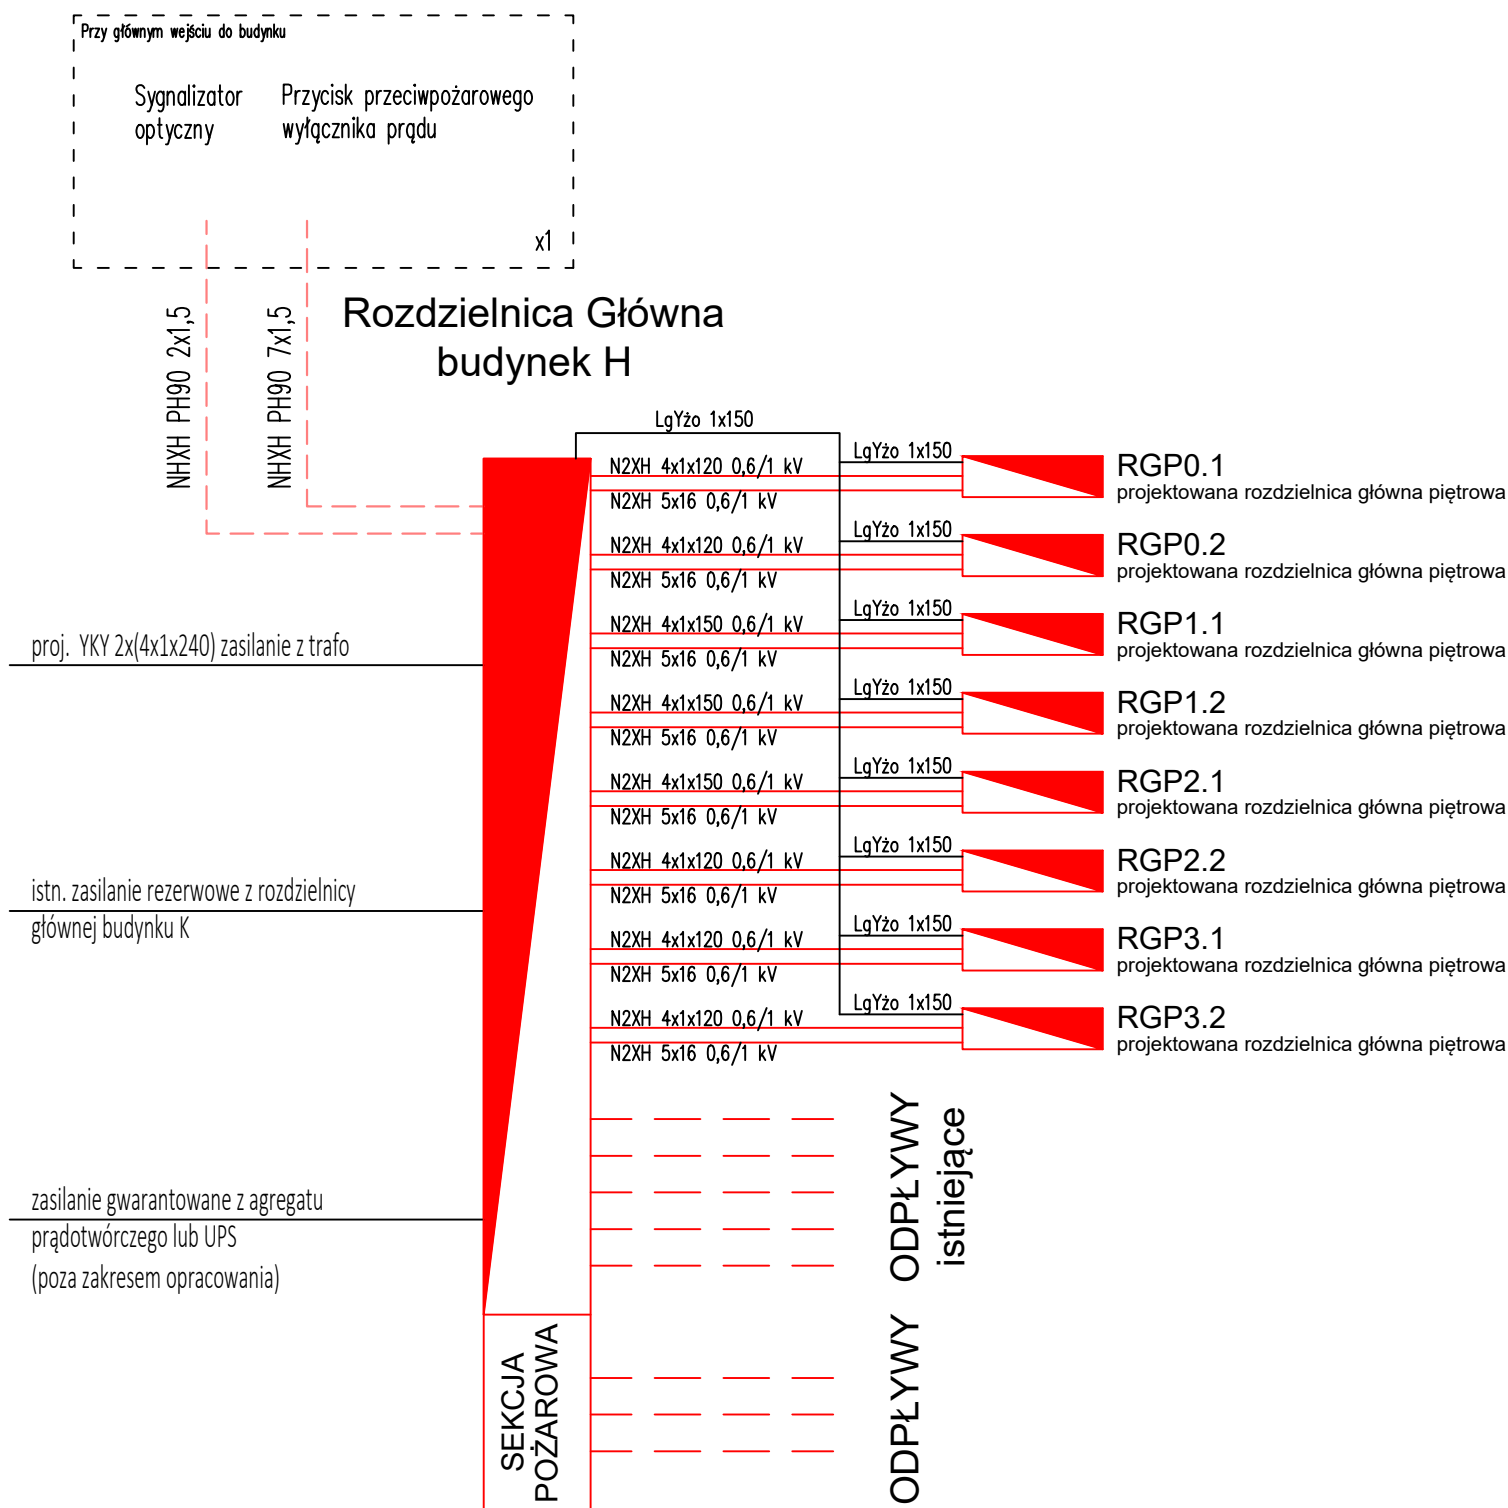 Przy głównym wejściu do budynku
Sygnalizator
optyczny
Przycisk przeciwpożarowego
wyłącznika prądu
x1
NHXH PH90 2x1,5
NHXH PH90 7x1,5
Rozdzielnica Główna
budynek H
LgYżo 1x150
N2XH 4x1x120 0,6/1 kV
N2XH 5x16 0,6/1 kV
LgYżo 1x150
RGP0.1
projektowana rozdzielnica główna piętrowa
N2XH 4x1x120 0,6/1 kV
N2XH 5x16 0,6/1 kV
LgYżo 1x150
RGP0.2
projektowana rozdzielnica główna piętrowa
N2XH 4x1x150 0,6/1 kV
N2XH 5x16 0,6/1 kV
LgYżo 1x150
RGP1.1
projektowana rozdzielnica główna piętrowa
N2XH 4x1x150 0,6/1 kV
N2XH 5x16 0,6/1 kV
LgYżo 1x150
RGP1.2
projektowana rozdzielnica główna piętrowa
N2XH 4x1x150 0,6/1 kV
N2XH 5x16 0,6/1 kV
LgYżo 1x150
RGP2.1
projektowana rozdzielnica główna piętrowa
N2XH 4x1x120 0,6/1 kV
N2XH 5x16 0,6/1 kV
LgYżo 1x150
RGP2.2
projektowana rozdzielnica główna piętrowa
N2XH 4x1x120 0,6/1 kV
N2XH 5x16 0,6/1 kV
LgYżo 1x150
RGP3.1
projektowana rozdzielnica główna piętrowa
N2XH 4x1x120 0,6/1 kV
N2XH 5x16 0,6/1 kV
LgYżo 1x150
RGP3.2
projektowana rozdzielnica główna piętrowa
proj. YKY 2x(4x1x240) zasilanie z trafo
istn. zasilanie rezerwowe z rozdzielnicy
głównej budynku K
zasilanie gwarantowane z agregatu
prądotwórczego lub UPS
(poza zakresem opracowania)
ODPŁYWY
istniejące
SEKCJA
POŻAROWA
ODPŁYWY